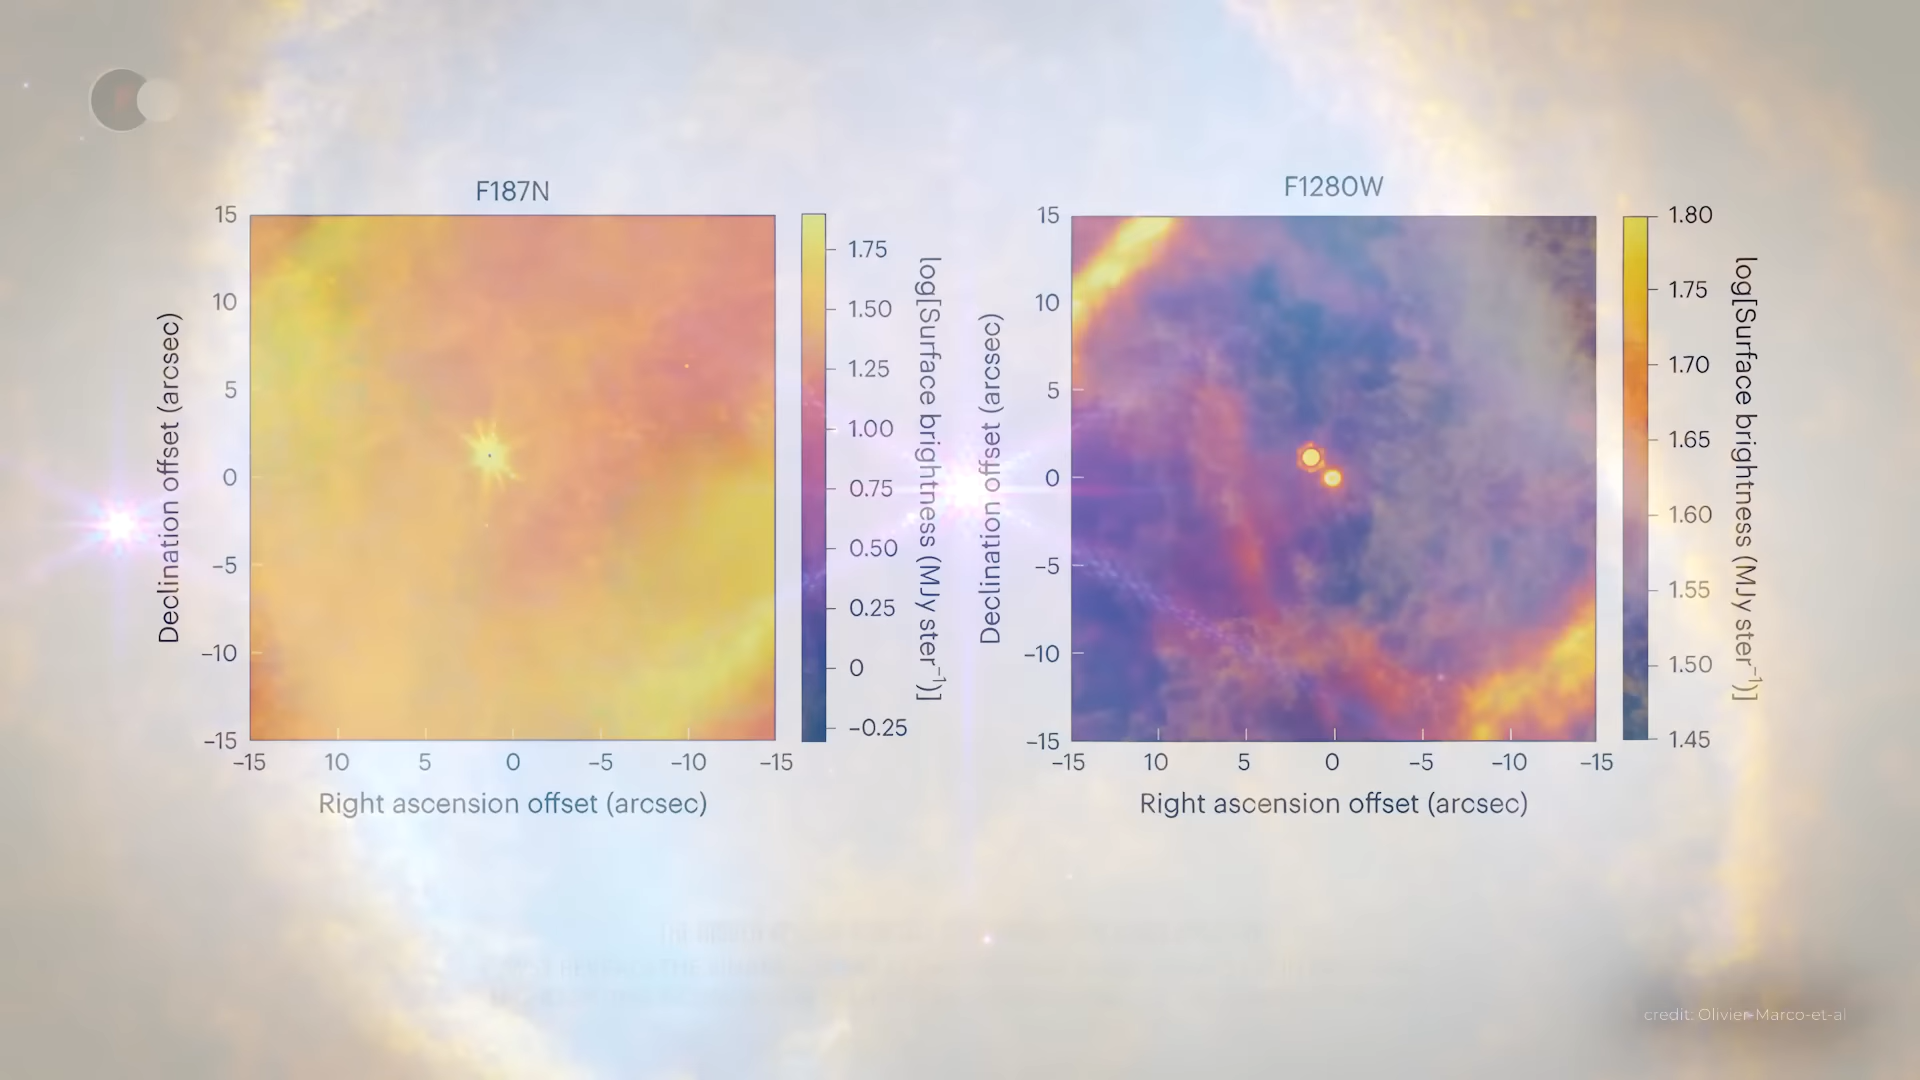 F187N
15
10
5
0
−5
−10
−15
−15 10 5 0 −5 −10 −15
Declination offset (arcsec)
Right ascension offset (arcsec)
1.75
1.50
1.25
1.00
0.75
0.50
0.25
0
−0.25
log[Surface brightness (MJy ster⁻¹)]
F1280W
15
10
5
0
−5
−10
−15
−15 10 5 0 −5 −10 −15
Declination offset (arcsec)
Right ascension offset (arcsec)
1.80
1.75
1.70
1.65
1.60
1.55
1.50
1.45
log[Surface brightness (MJy ster⁻¹)]
credit: Olivier-Marco-et-al